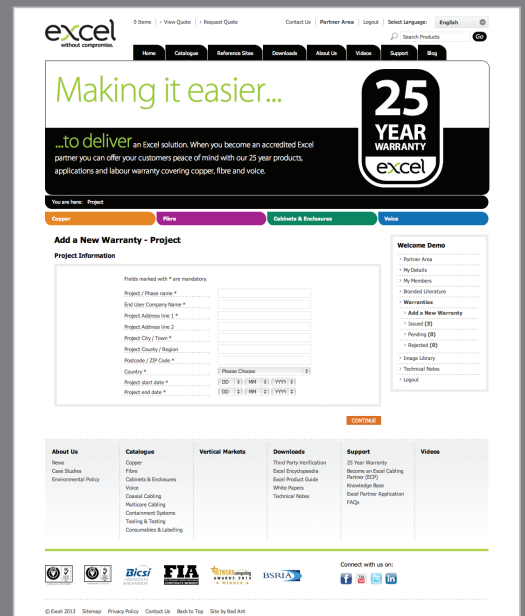 excel
without compromise.
0 Items | › View Quote | › Request Quote
Contact Us | Partner Area | Logout | Select Language: English
Search Products Go
Home Catalogue Reference Sites Downloads About Us Videos Support Blog
Making it easier...
...to deliver an Excel solution. When you become an accredited Excel
partner you can offer your customers peace of mind with our 25 year products,
applications and labour warranty covering copper, fibre and voice.
25
YEAR
WARRANTY
excel
You are here: Project
Copper Fibre Cabinets & Enclosures Voice
Add a New Warranty - Project
Project Information
Fields marked with * are mandatory.
Project / Phase name *
End User Company Name *
Project Address line 1 *
Project Address line 2
Project City / Town *
Project County / Region
Postcode / ZIP Code *
Country * Please Choose
Project start date * DD MM YYYY
Project end date * DD MM YYYY
CONTINUE
Welcome Demo
› Partner Area
› My Details
› My Members
› Branded Literature
› Warranties
› Add a New Warranty
› Issued (3)
› Pending (0)
› Rejected (0)
› Image Library
› Technical Notes
› Logout
About Us
News
Case Studies
Environmental Policy
Catalogue
Copper
Fibre
Cabinets & Enclosures
Voice
Coaxial Cabling
Multicore Cabling
Containment Systems
Tooling & Testing
Consumables & Labelling
Vertical Markets
Downloads
Third Party Verification
Excel Encyclopaedia
Excel Product Guide
White Papers
Technical Notes
Support
25 Year Warranty
Become an Excel Cabling
Partner (ECP)
Knowledge Base
Excel Partner Application
FAQs
Videos
Bicsi
CORPORATE
MEMBER
FIA
CORPORATE MEMBER
NETWORKcomputing
AWARDS 2013
WINNER
BSRIA
Connect with us on:
© Excel 2013 Sitemap Privacy Policy Contact Us Back to Top Site by Red Ant